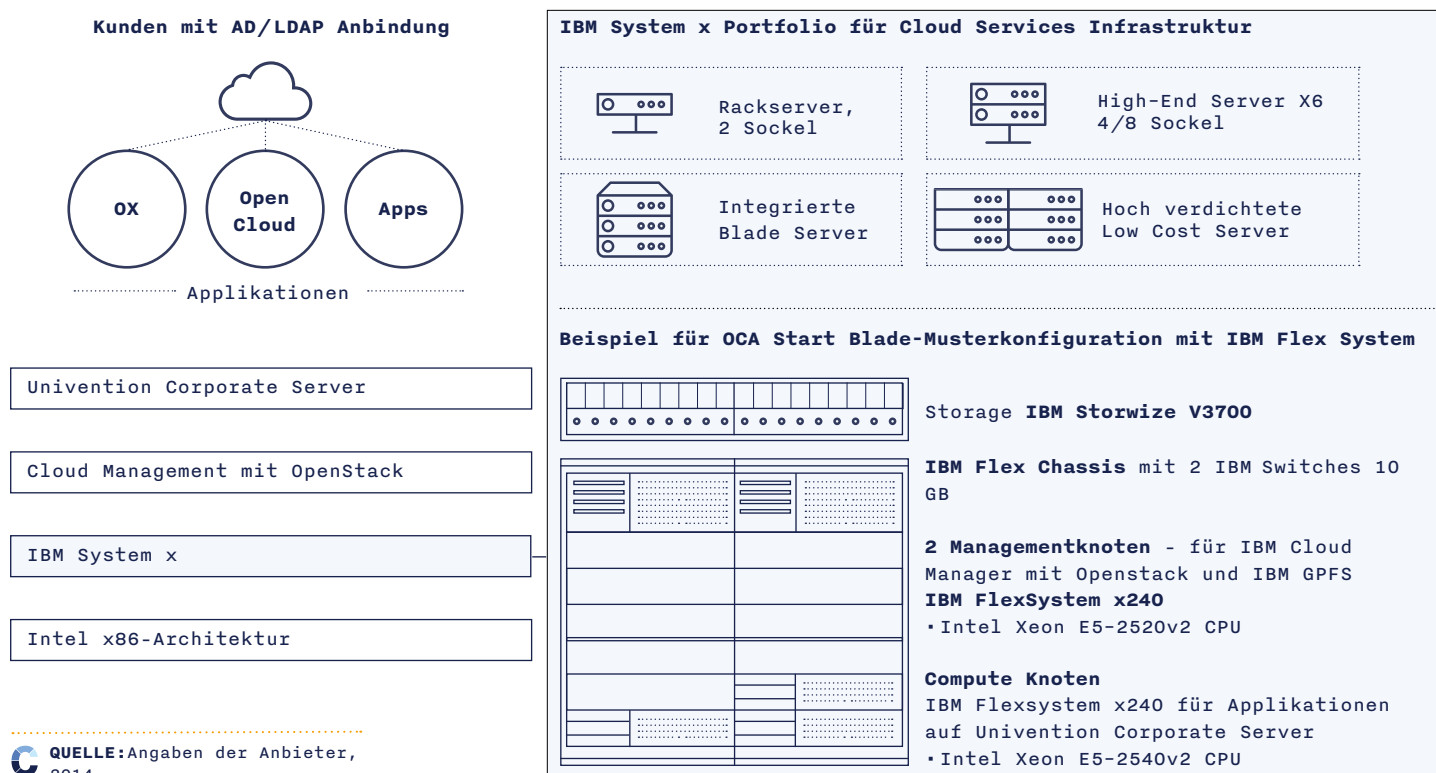 Kunden mit AD/LDAP Anbindung
OX
Open
Cloud
Apps
Applikationen
Univention Corporate Server
Cloud Management mit OpenStack
IBM System x
Intel x86-Architektur
QUELLE:Angaben der Anbieter,
2014
IBM System x Portfolio für Cloud Services Infrastruktur
Rackserver,
2 Sockel
High-End Server X6
4/8 Sockel
Integrierte
Blade Server
Hoch verdichtete
Low Cost Server
Beispiel für OCA Start Blade-Musterkonfiguration mit IBM Flex System
Storage IBM Storwize V3700
IBM Flex Chassis mit 2 IBM Switches 10
GB
2 Managementknoten - für IBM Cloud
Manager mit Openstack und IBM GPFS
IBM FlexSystem x240
▪Intel Xeon E5-2520v2 CPU
Compute Knoten
IBM Flexsystem x240 für Applikationen
auf Univention Corporate Server
▪Intel Xeon E5-2540v2 CPU